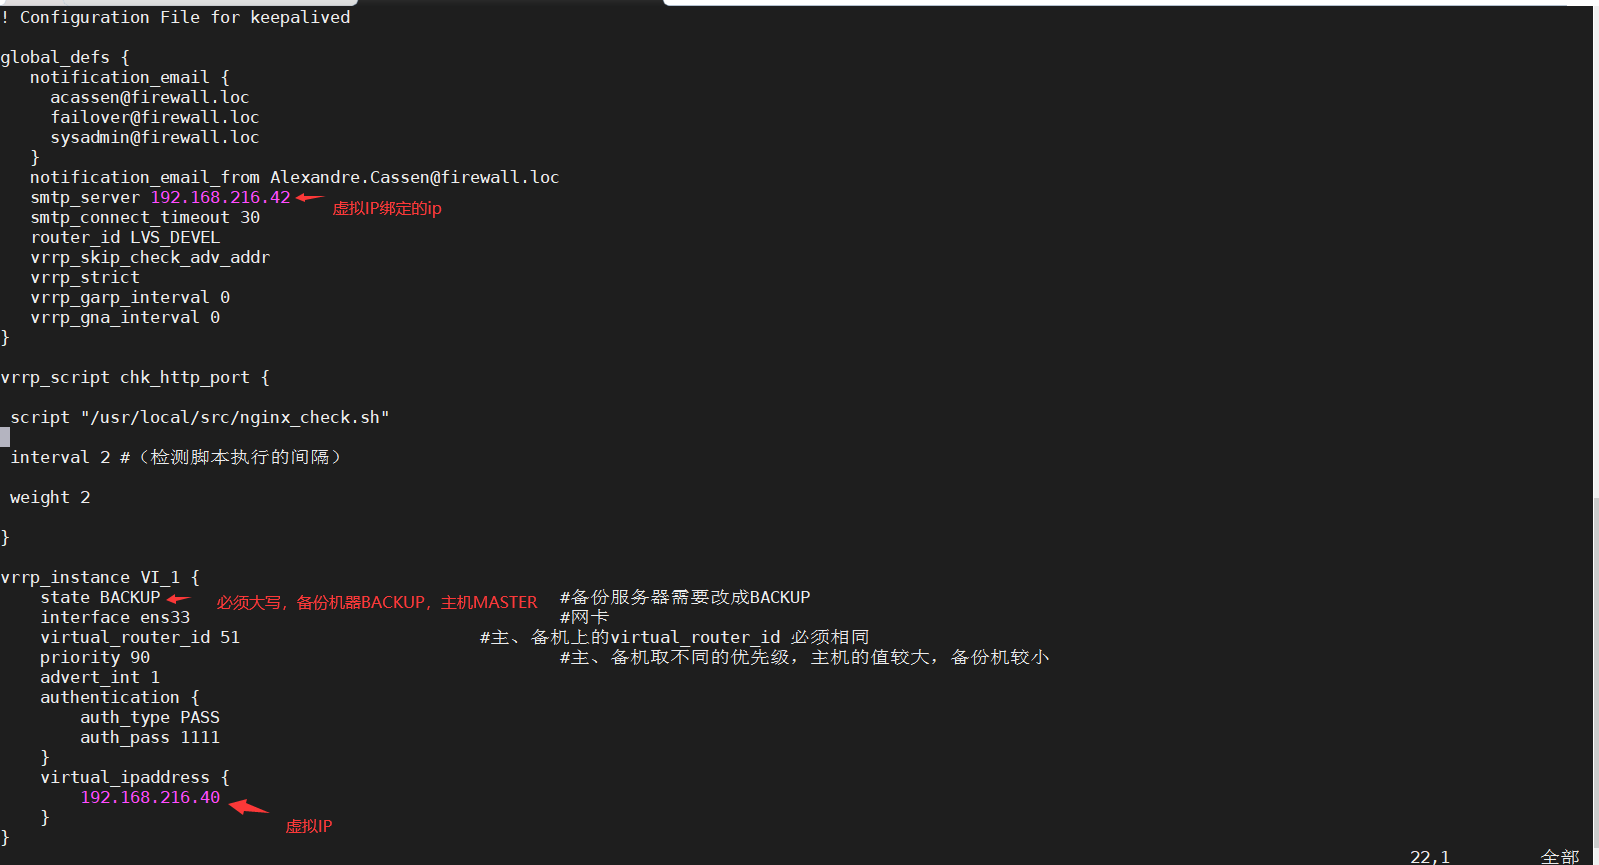 ! Configuration File for keepalived
global_defs {
notification_email {
acassen@firewall.loc
failover@firewall.loc
sysadmin@firewall.loc
}
notification_email_from Alexandre.Cassen@firewall.loc
smtp_server 192.168.216.42 虚拟IP绑定的ip
smtp_connect_timeout 30
router_id LVS_DEVEL
vrrp_skip_check_adv_addr
vrrp_strict
vrrp_garp_interval 0
vrrp_gna_interval 0
}
vrrp_script chk_http_port {
script "/usr/local/src/nginx_check.sh"
interval 2 #（检测脚本执行的间隔）
weight 2
}
vrrp_instance VI_1 {
state BACKUP 必须大写，备份机器BACKUP，主机MASTER #备份服务器需要改成BACKUP
interface ens33 #网卡
virtual_router_id 51 #主、备机上的virtual_router_id 必须相同
priority 90 #主、备机取不同的优先级，主机的值较大，备份机较小
advert_int 1
authentication {
auth_type PASS
auth_pass 1111
}
virtual_ipaddress {
192.168.216.40
}
虚拟IP
}
22,1 全部